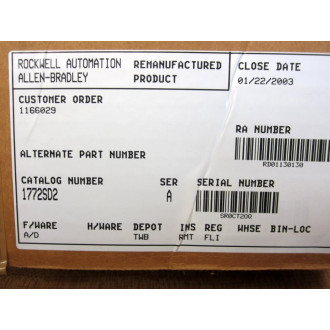 ROCKWELL AUTOMATION REMANUFACTURED CLOSE DATE
ALLEN-BRADLEY PRODUCT 01/22/2003
CUSTOMER ORDER
1166029
RA NUMBER
RD01130130
ALTERNATE PART NUMBER
CATALOG NUMBER SER SERIAL NUMBER
1772SD2 A
SR0CT200
F/WARE H/WARE DEPOT INS REG WHSE BIN-LOC
A/D TWB RMT FLI